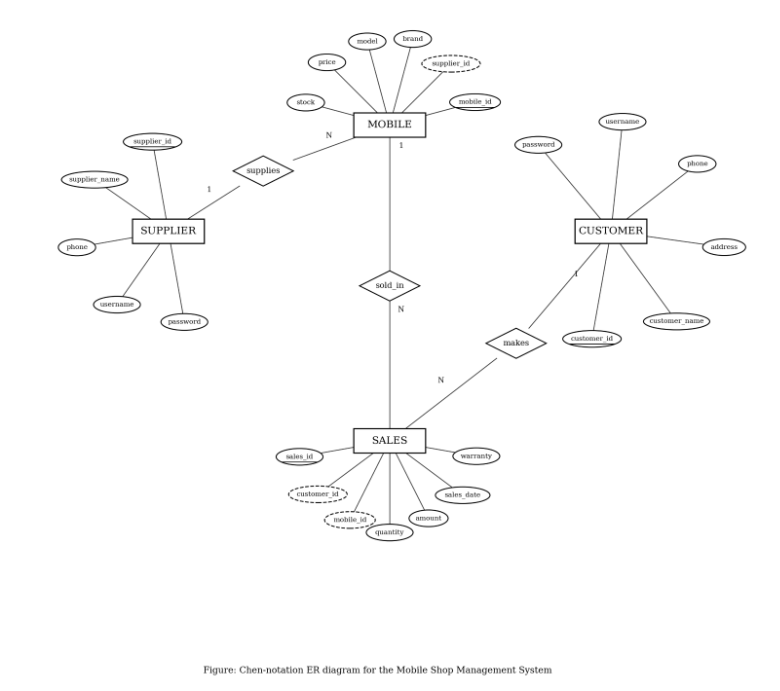 model
brand
price
supplier_id
stock
mobile_id
MOBILE
N
1
supplies
supplier_id
supplier_name
1
SUPPLIER
phone
username
password
username
password
phone
CUSTOMER
address
1
customer_name
customer_id
sold_in
N
makes
N
SALES
sales_id
warranty
customer_id
sales_date
mobile_id
amount
quantity
Figure: Chen-notation ER diagram for the Mobile Shop Management System